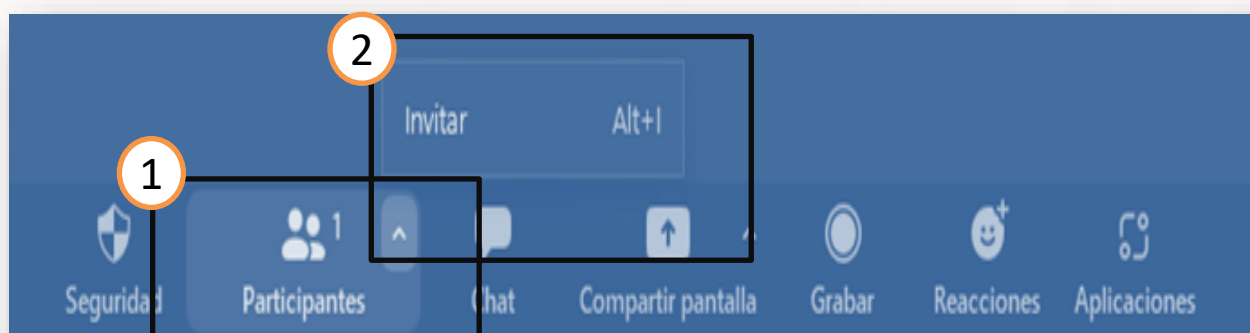 2
Invitar Alt+I
1
1
Seguridad Participantes Chat Compartir pantalla Grabar Reacciones Aplicaciones